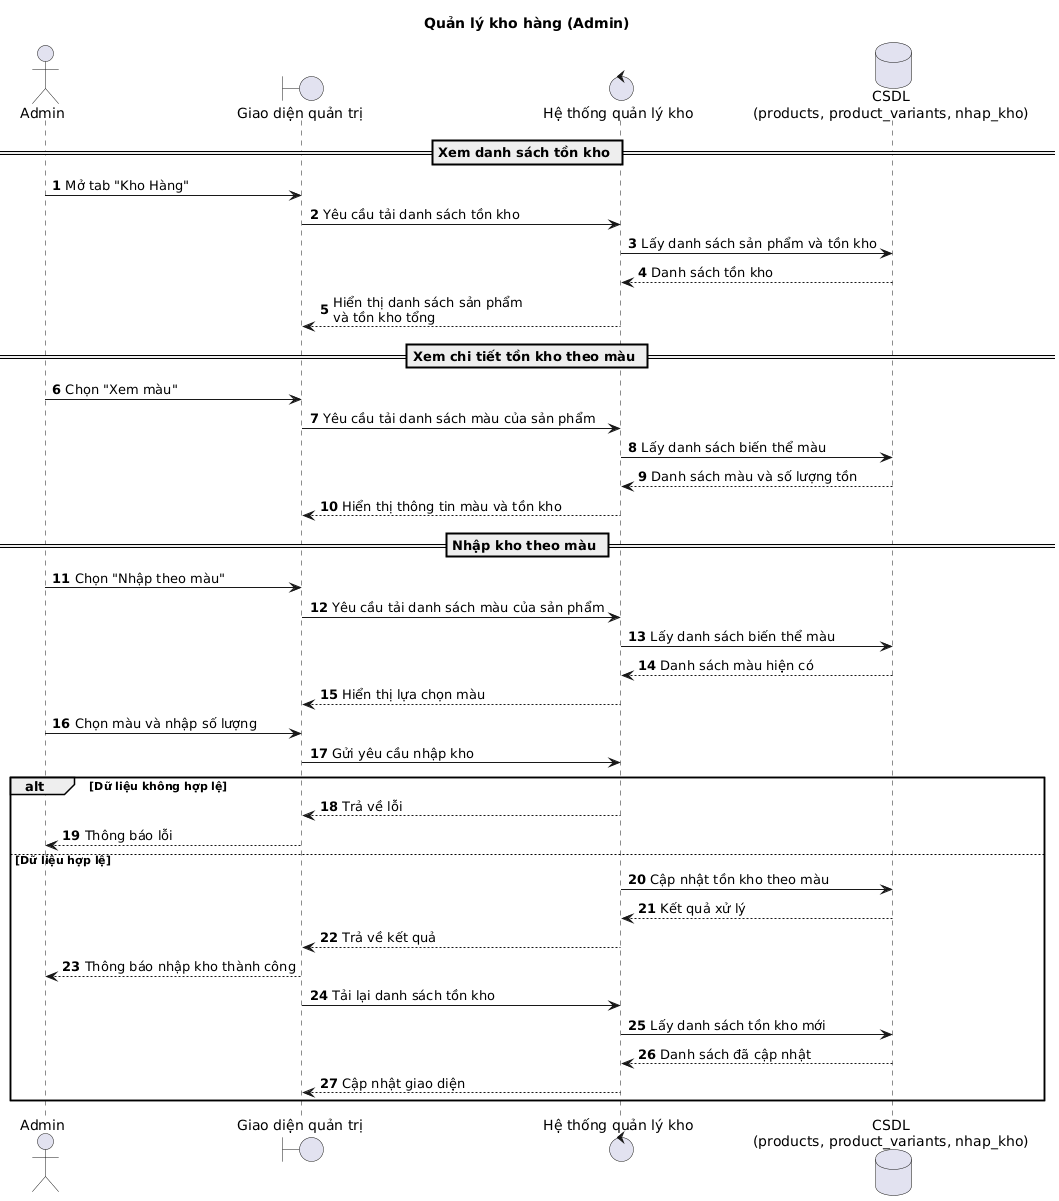 Quản lý kho hàng (Admin)
Admin
Giao diện quản trị
Hệ thống quản lý kho
CSDL
(products, product_variants, nhap_kho)
Xem danh sách tồn kho
1 Mở tab "Kho Hàng"
2 Yêu cầu tải danh sách tồn kho
3 Lấy danh sách sản phẩm và tồn kho
4 Danh sách tồn kho
5 Hiển thị danh sách sản phẩm
và tồn kho tổng
Xem chi tiết tồn kho theo màu
6 Chọn "Xem màu"
7 Yêu cầu tải danh sách màu của sản phẩm
8 Lấy danh sách biến thể màu
9 Danh sách màu và số lượng tồn
10 Hiển thị thông tin màu và tồn kho
Nhập kho theo màu
11 Chọn "Nhập theo màu"
12 Yêu cầu tải danh sách màu của sản phẩm
13 Lấy danh sách biến thể màu
14 Danh sách màu hiện có
15 Hiển thị lựa chọn màu
16 Chọn màu và nhập số lượng
17 Gửi yêu cầu nhập kho
alt [Dữ liệu không hợp lệ]
18 Trả về lỗi
19 Thông báo lỗi
[Dữ liệu hợp lệ]
20 Cập nhật tồn kho theo màu
21 Kết quả xử lý
22 Trả về kết quả
23 Thông báo nhập kho thành công
24 Tải lại danh sách tồn kho
25 Lấy danh sách tồn kho mới
26 Danh sách đã cập nhật
27 Cập nhật giao diện
Admin
Giao diện quản trị
Hệ thống quản lý kho
CSDL
(products, product_variants, nhap_kho)